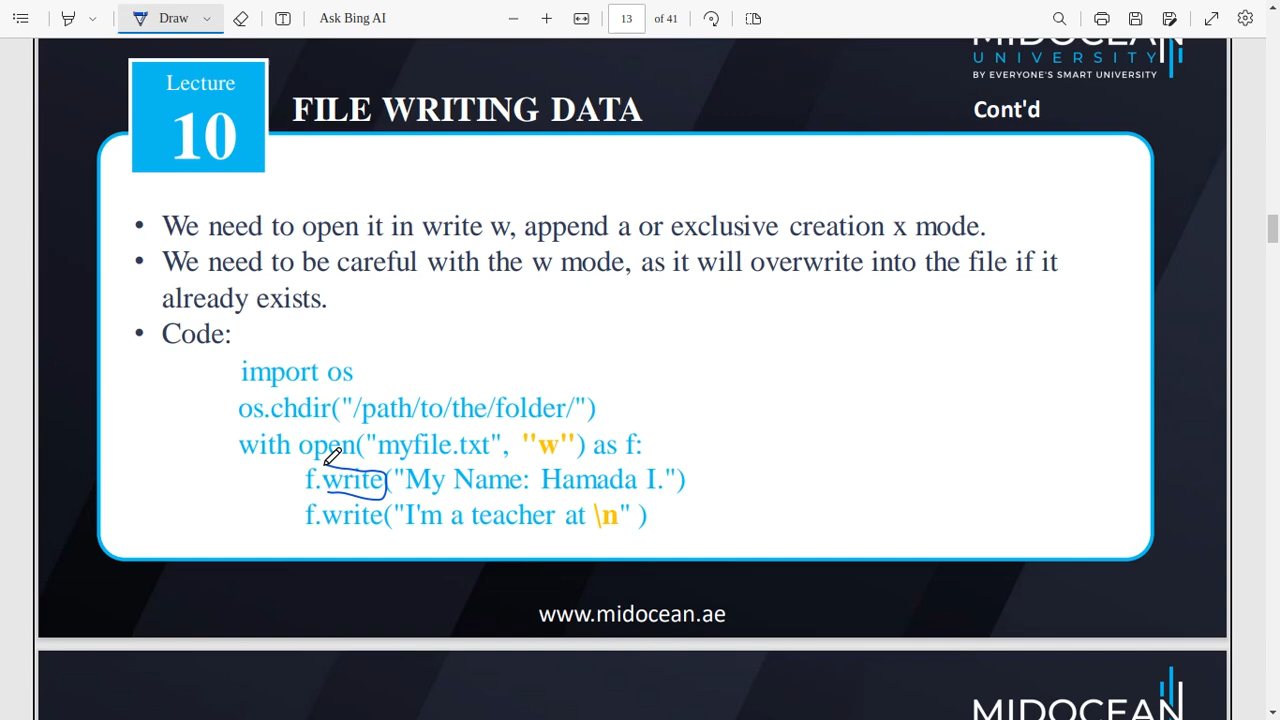 Draw
Ask Bing AI
13 of 41
MIDOCEAN
UNIVERSITY
BY EVERYONE'S SMART UNIVERSITY
Lecture
10
FILE WRITING DATA
Cont'd
• We need to open it in write w, append a or exclusive creation x mode.
• We need to be careful with the w mode, as it will overwrite into the file if it
already exists.
• Code:
import os
os.chdir("/path/to/the/folder/")
with open("myfile.txt", "w") as f:
f.write("My Name: Hamada I.")
f.write("I'm a teacher at \n" )
www.midocean.ae
MIDOCEAN